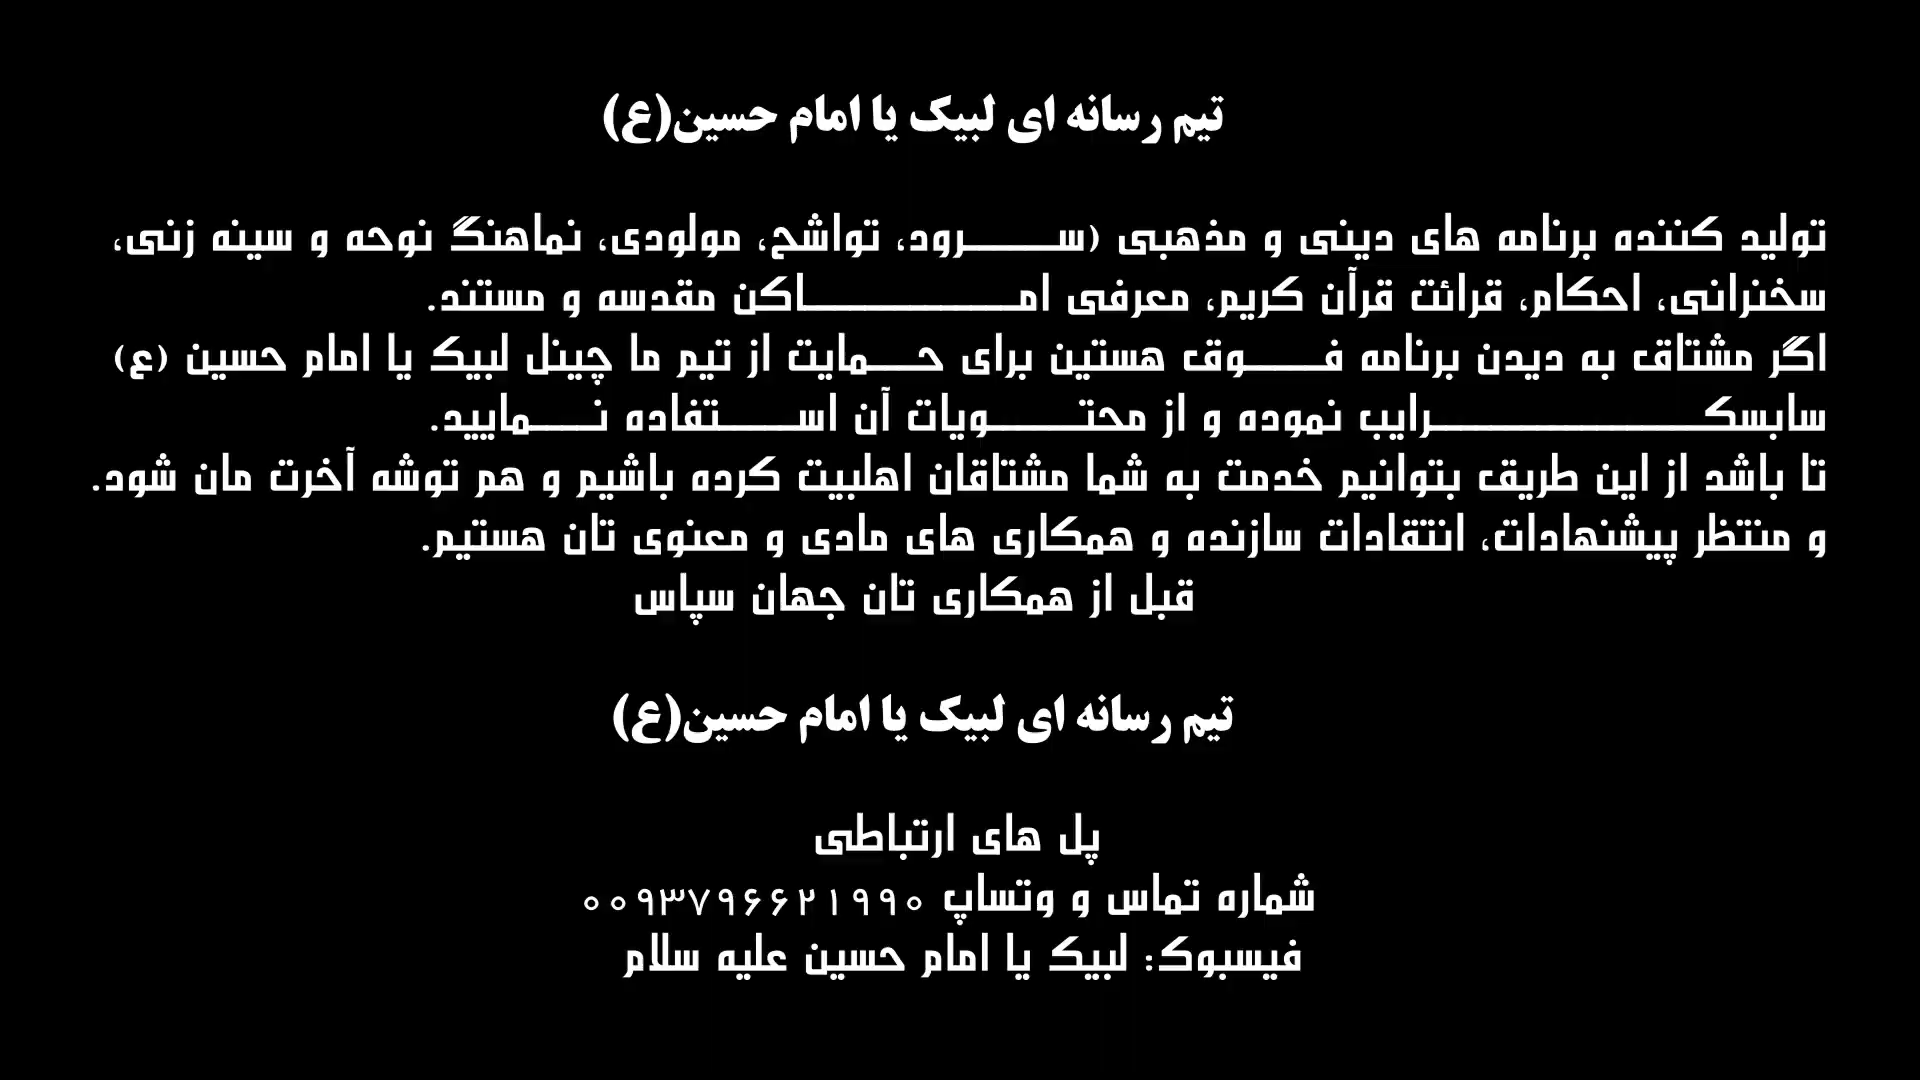 تیم رسانه ای لبیک یا امام حسین(ع)
تولید کننده برنامه های دینی و مذهبی (ســـــرود، تواشح، مولودی، نماهنگ نوحه و سینه زنی،
سخنرانی، احکام، قرائت قرآن کریم، معرفی امـــــــــــــاکن مقدسه و مستند.
اگر مشتاق به دیدن برنامه فـــــوق هستین برای حـــمایت از تیم ما چینل لبیک یا امام حسین (ع)
سابسکـــــــــــــــــرایب نموده و از محتــــــویات آن اســـــتفاده نــــمایید.
تا باشد از این طریق بتوانیم خدمت به شما مشتاقان اهلبیت کرده باشیم و هم توشه آخرت مان شود.
و منتظر پیشنهادات، انتقادات سازنده و همکاری های مادی و معنوی تان هستیم.
قبل از همکاری تان جهان سپاس
تیم رسانه ای لبیک یا امام حسین(ع)
پل های ارتباطی
شماره تماس و وتساپ ۰۰۹۳۷۹۶۶۲۱۹۹۰
فیسبوک: لبیک یا امام حسین علیه سلام